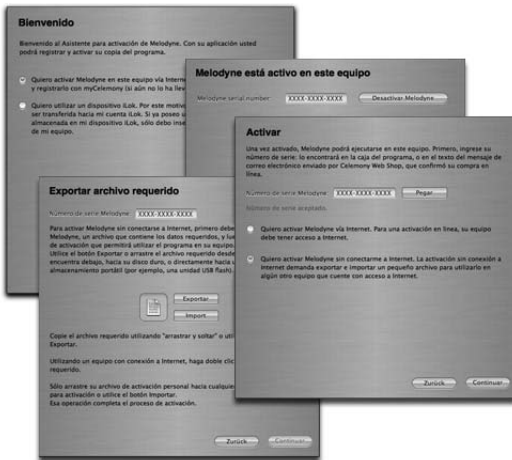 Bienvenido
Bienvenido al Asistente para activación de Melodyne. Con su aplicación usted
podrá registrar y activar su copia del programa.
Quiero activar Melodyne en este equipo vía Interne
y registrarlo con myCelemony (si aún no lo ha llev
Quiero utilizar un dispositivo iLok. Por este motivo
ser transferida hacia mi cuenta iLok. Si ya poseo u
almacenada en mi dispositivo iLok, sólo debo inse
de mi equipo.
Melodyne está activo en este equipo
Melodyne serial number: XXXX-XXXX-XXXX Desactivar Melodyne
Activar
Una vez activado, Melodyne podrá ejecutarse en este equipo. Primero, ingrese su
número de serie: lo encontrará en la caja del programa, o en el texto del mensaje de
correo electrónico enviado por Celemony Web Shop, que confirmó su compra en
línea.
Número de serie Melodyne: XXXX-XXXX-XXXX Pegar
Número de serie aceptado.
Quiero activar Melodyne vía Internet. Para una activación en línea, su equipo
debe tener acceso a Internet.
Quiero activar Melodyne sin conectarme a Internet. La activación sin conexión a
internet demanda exportar e importar un pequeño archivo para utilizarlo en
algún otro equipo que cuente con acceso a Internet.
Zurück Continuar
Exportar archivo requerido
Número de serie Melodyne: XXXX-XXXX-XXXX
Para activar Melodyne sin conectarse a Internet, primero debe
Melodyne, un archivo que contiene los datos requeridos, y lue
de activación que permitirá utilizar el programa en su equipo.
Utilice el botón Exportar o arrastre el archivo requerido desde
encuentra debajo, hacia su disco duro, o directamente hacia u
almacenamiento portátil (por ejemplo, una unidad USB flash).
Exportar
Import
Copie el archivo requerido utilizando "arrastrar y soltar" o uti
Exportar.
Utilizando un equipo con conexión a Internet, haga doble clic
requerido.
Sólo arrastre su archivo de activación personal hacia cualquie
para activación o utilice el botón Importar.
Esa operación completa el proceso de activación.
Zurück Continuar